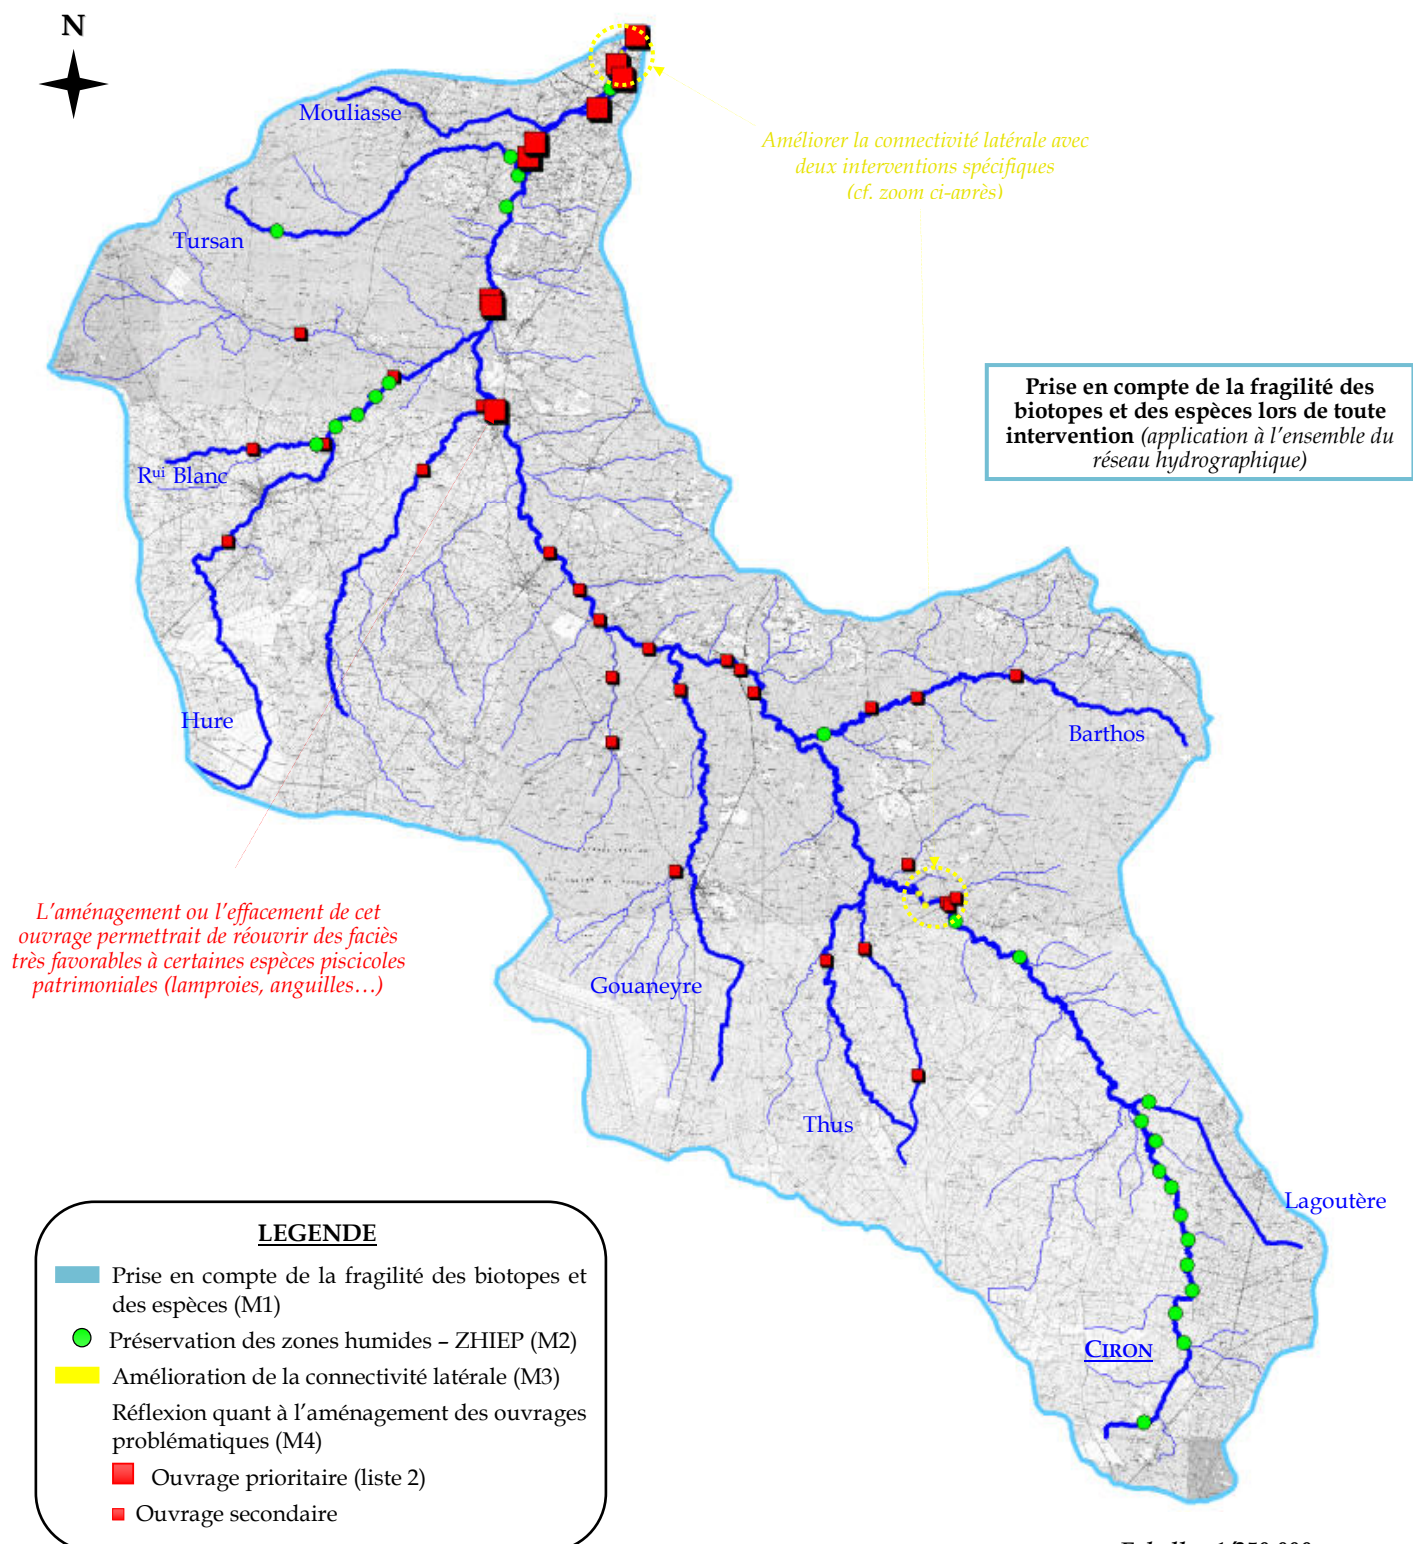 N
Mouliasse
Améliorer la connectivité latérale avec
deux interventions spécifiques
(cf. zoom ci-après)
Tursan
Prise en compte de la fragilité des
biotopes et des espèces lors de toute
intervention (application à l'ensemble du
réseau hydrographique)
Rui Blanc
Hure
Barthos
L'aménagement ou l'effacement de cet
ouvrage permettrait de réouvrir des faciès
très favorables à certaines espèces piscicoles
patrimoniales (lamproies, anguilles…)
Gouaneyre
Thus
Lagoutère
CIRON
LEGENDE
Prise en compte de la fragilité des biotopes et
des espèces (M1)
Préservation des zones humides – ZHIEP (M2)
Amélioration de la connectivité latérale (M3)
Réflexion quant à l'aménagement des ouvrages
problématiques (M4)
Ouvrage prioritaire (liste 2)
Ouvrage secondaire